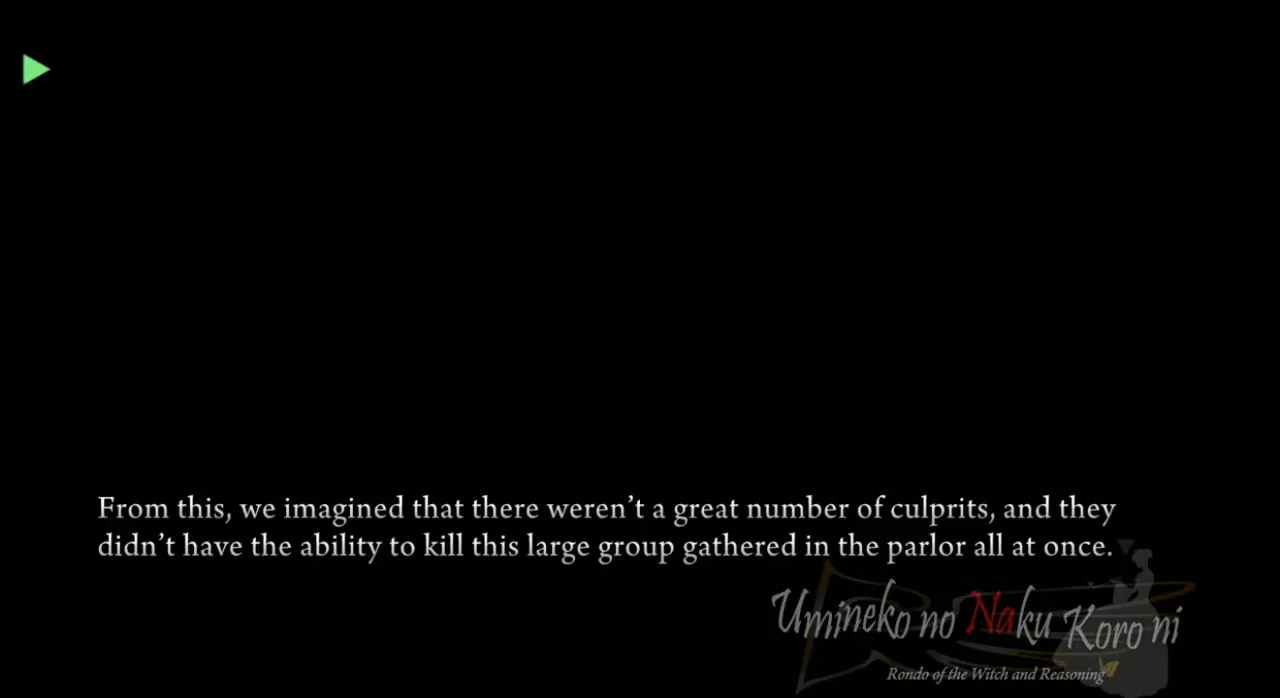 From this, we imagined that there weren’t a great number of culprits, and they
didn’t have the ability to kill this large group gathered in the parlor all at once.
Umineko no Naku Koro ni
Rondo of the Witch and Reasoning